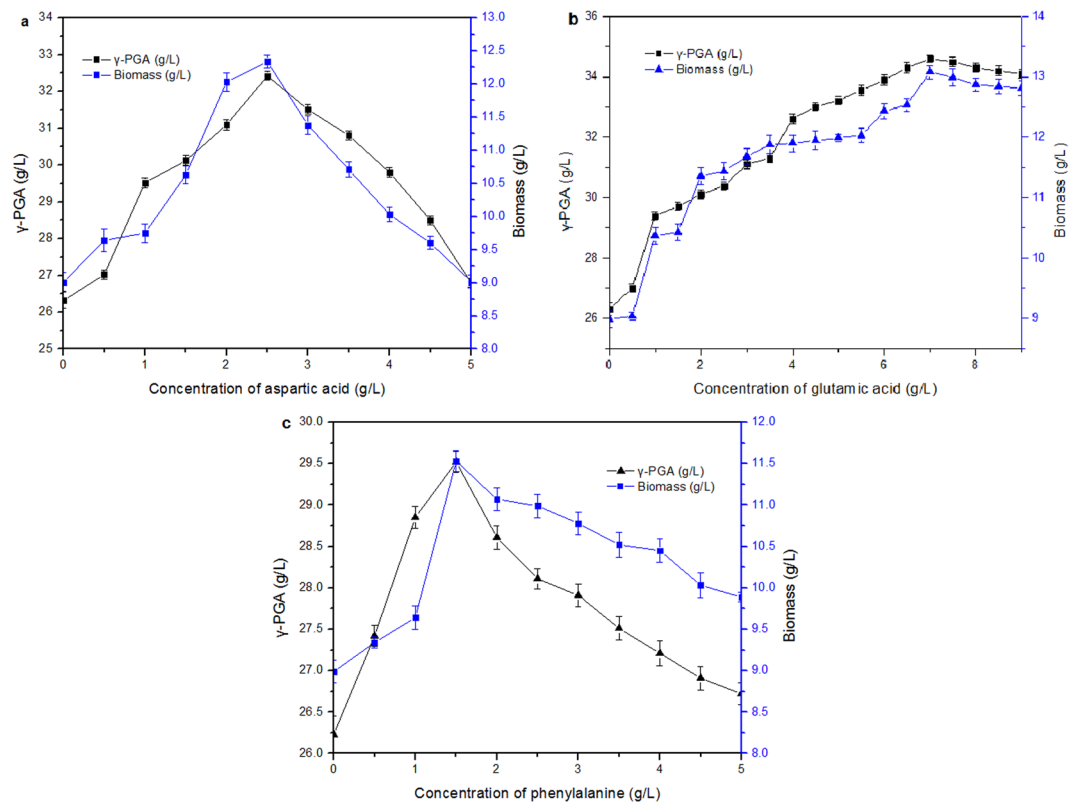 a
γ-PGA (g/L)
Biomass (g/L)
34
33
32
31
30
29
28
27
26
25
γ-PGA (g/L)
13.0
12.5
12.0
11.5
11.0
10.5
10.0
9.5
9.0
8.5
8.0
Biomass (g/L)
0 1 2 3 4 5
Concentration of aspartic acid (g/L)
b
γ-PGA (g/L)
Biomass (g/L)
36
34
32
30
28
26
γ-PGA (g/L)
14
13
12
11
10
9
Biomass (g/L)
0 2 4 6 8
Concentration of glutamic acid (g/L)
c
γ-PGA (g/L)
Biomass (g/L)
30.0
29.5
29.0
28.5
28.0
27.5
27.0
26.5
26.0
γ-PGA (g/L)
12.0
11.5
11.0
10.5
10.0
9.5
9.0
8.5
8.0
Biomass (g/L)
0 1 2 3 4 5
Concentration of phenylalanine (g/L)